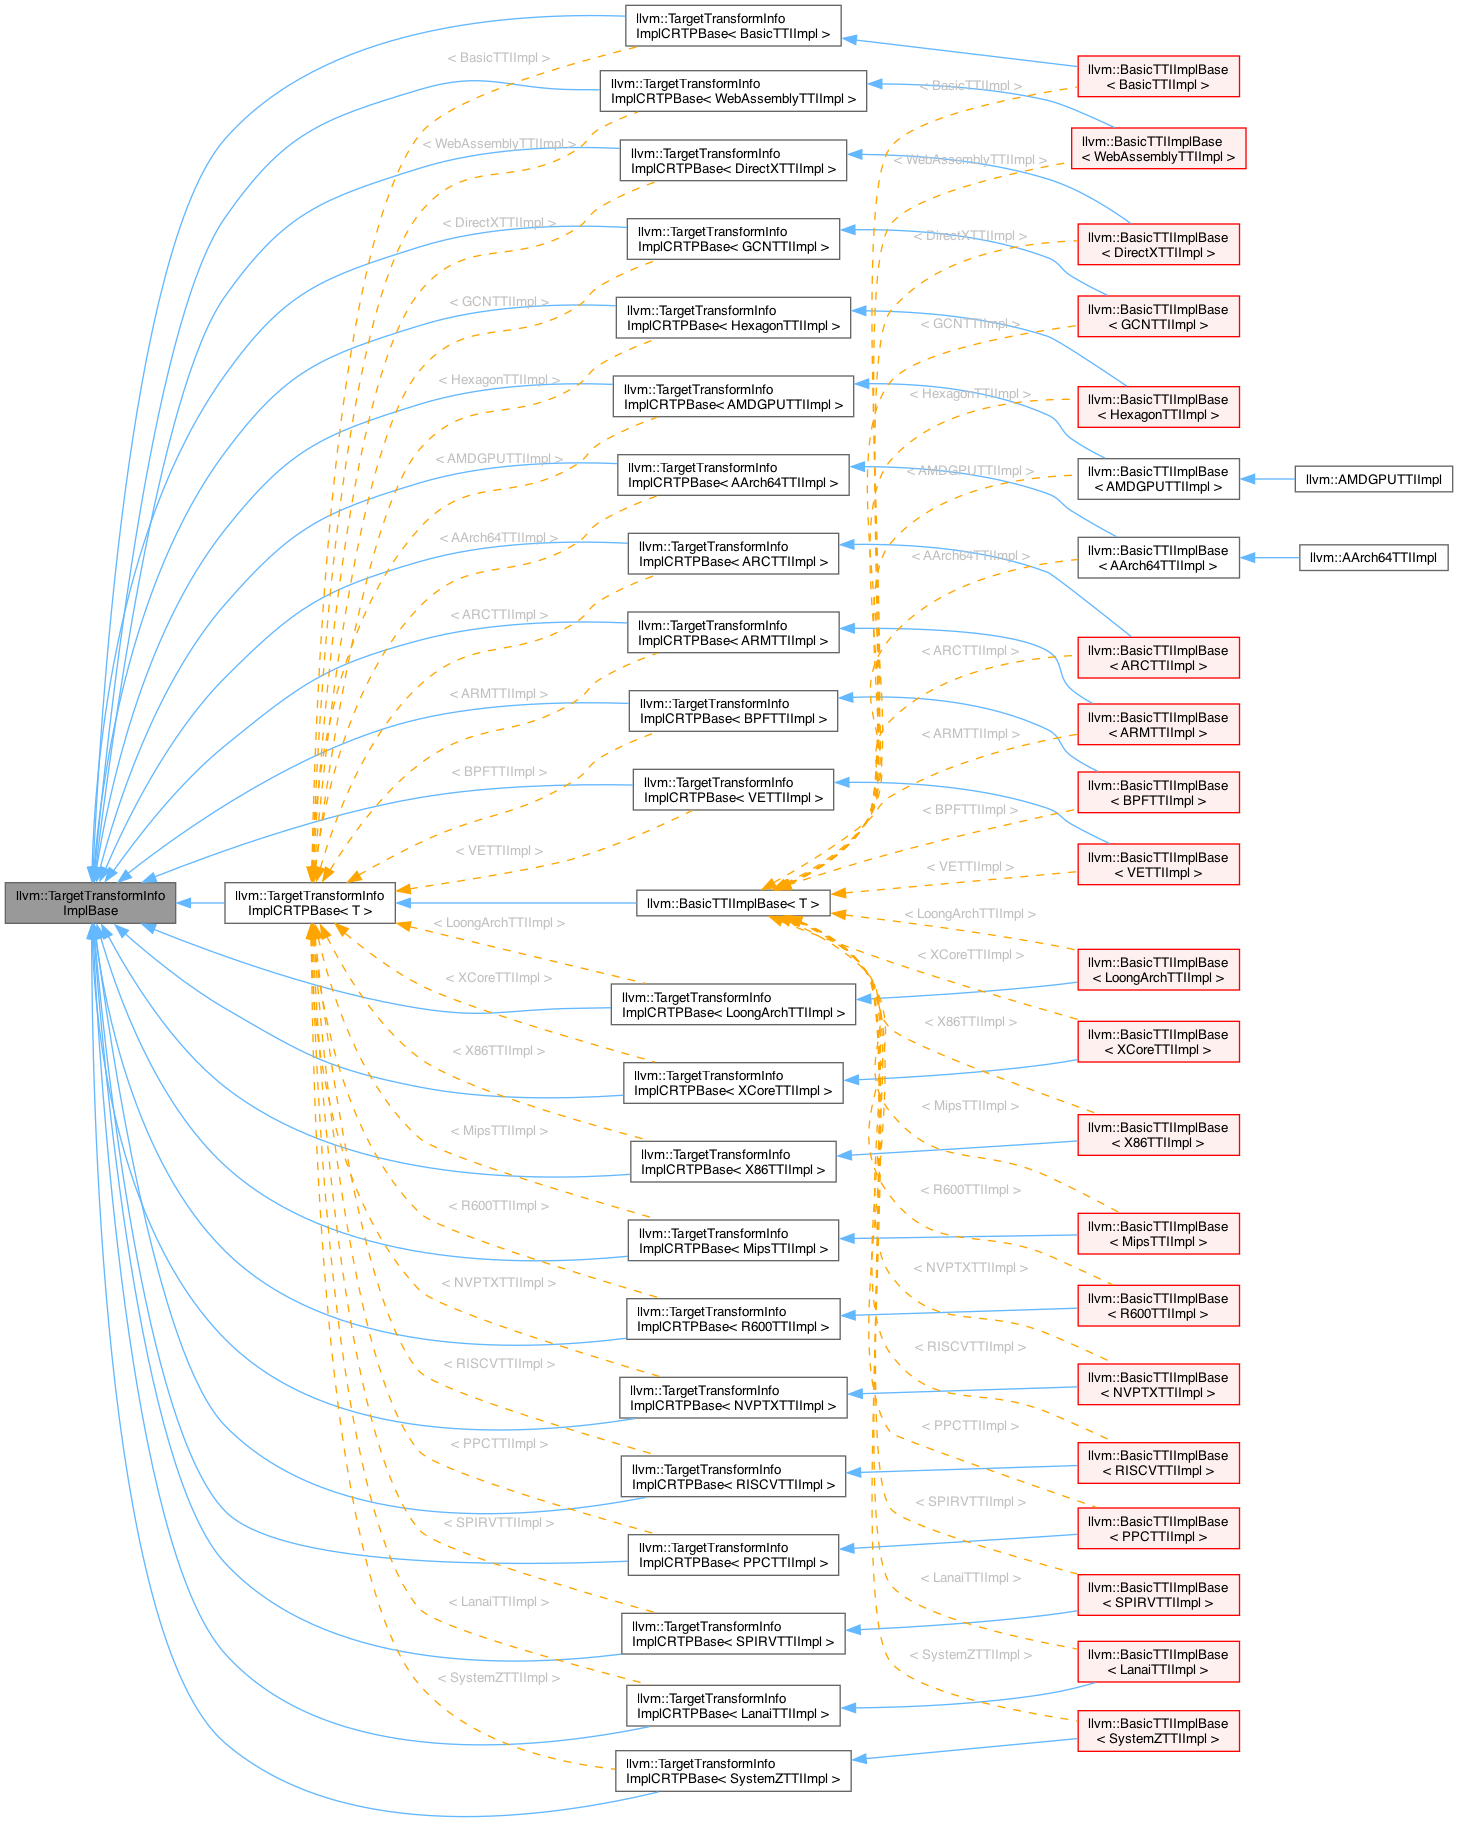 llvm::TargetTransformInfo
ImplBase
llvm::TargetTransformInfo
ImplCRTPBase< T >
llvm::BasicTTIImplBase< T >
llvm::TargetTransformInfo
ImplCRTPBase< BasicTTIImpl >
llvm::TargetTransformInfo
ImplCRTPBase< WebAssemblyTTIImpl >
llvm::TargetTransformInfo
ImplCRTPBase< DirectXTTIImpl >
llvm::TargetTransformInfo
ImplCRTPBase< GCNTTIImpl >
llvm::TargetTransformInfo
ImplCRTPBase< HexagonTTIImpl >
llvm::TargetTransformInfo
ImplCRTPBase< AMDGPUTTIImpl >
llvm::TargetTransformInfo
ImplCRTPBase< AArch64TTIImpl >
llvm::TargetTransformInfo
ImplCRTPBase< ARCTTIImpl >
llvm::TargetTransformInfo
ImplCRTPBase< ARMTTIImpl >
llvm::TargetTransformInfo
ImplCRTPBase< BPFTTIImpl >
llvm::TargetTransformInfo
ImplCRTPBase< VETTIImpl >
llvm::TargetTransformInfo
ImplCRTPBase< LoongArchTTIImpl >
llvm::TargetTransformInfo
ImplCRTPBase< XCoreTTIImpl >
llvm::TargetTransformInfo
ImplCRTPBase< X86TTIImpl >
llvm::TargetTransformInfo
ImplCRTPBase< MipsTTIImpl >
llvm::TargetTransformInfo
ImplCRTPBase< R600TTIImpl >
llvm::TargetTransformInfo
ImplCRTPBase< NVPTXTTIImpl >
llvm::TargetTransformInfo
ImplCRTPBase< RISCVTTIImpl >
llvm::TargetTransformInfo
ImplCRTPBase< PPCTTIImpl >
llvm::TargetTransformInfo
ImplCRTPBase< SPIRVTTIImpl >
llvm::TargetTransformInfo
ImplCRTPBase< LanaiTTIImpl >
llvm::TargetTransformInfo
ImplCRTPBase< SystemZTTIImpl >
llvm::BasicTTIImplBase
< BasicTTIImpl >
llvm::BasicTTIImplBase
< WebAssemblyTTIImpl >
llvm::BasicTTIImplBase
< DirectXTTIImpl >
llvm::BasicTTIImplBase
< GCNTTIImpl >
llvm::BasicTTIImplBase
< HexagonTTIImpl >
llvm::BasicTTIImplBase
< AMDGPUTTIImpl >
llvm::AMDGPUTTIImpl
llvm::BasicTTIImplBase
< AArch64TTIImpl >
llvm::AArch64TTIImpl
llvm::BasicTTIImplBase
< ARCTTIImpl >
llvm::BasicTTIImplBase
< ARMTTIImpl >
llvm::BasicTTIImplBase
< BPFTTIImpl >
llvm::BasicTTIImplBase
< VETTIImpl >
llvm::BasicTTIImplBase
< LoongArchTTIImpl >
llvm::BasicTTIImplBase
< XCoreTTIImpl >
llvm::BasicTTIImplBase
< X86TTIImpl >
llvm::BasicTTIImplBase
< MipsTTIImpl >
llvm::BasicTTIImplBase
< R600TTIImpl >
llvm::BasicTTIImplBase
< NVPTXTTIImpl >
llvm::BasicTTIImplBase
< RISCVTTIImpl >
llvm::BasicTTIImplBase
< PPCTTIImpl >
llvm::BasicTTIImplBase
< SPIRVTTIImpl >
llvm::BasicTTIImplBase
< LanaiTTIImpl >
llvm::BasicTTIImplBase
< SystemZTTIImpl >
< BasicTTIImpl >
< WebAssemblyTTIImpl >
< DirectXTTIImpl >
< GCNTTIImpl >
< HexagonTTIImpl >
< AMDGPUTTIImpl >
< AArch64TTIImpl >
< ARCTTIImpl >
< ARMTTIImpl >
< BPFTTIImpl >
< VETTIImpl >
< LoongArchTTIImpl >
< XCoreTTIImpl >
< X86TTIImpl >
< MipsTTIImpl >
< R600TTIImpl >
< NVPTXTTIImpl >
< RISCVTTIImpl >
< PPCTTIImpl >
< SPIRVTTIImpl >
< LanaiTTIImpl >
< SystemZTTIImpl >
< BasicTTIImpl >
< WebAssemblyTTIImpl >
< DirectXTTIImpl >
< GCNTTIImpl >
< HexagonTTIImpl >
< AMDGPUTTIImpl >
< AArch64TTIImpl >
< ARCTTIImpl >
< ARMTTIImpl >
< BPFTTIImpl >
< VETTIImpl >
< LoongArchTTIImpl >
< XCoreTTIImpl >
< X86TTIImpl >
< MipsTTIImpl >
< R600TTIImpl >
< NVPTXTTIImpl >
< RISCVTTIImpl >
< PPCTTIImpl >
< SPIRVTTIImpl >
< LanaiTTIImpl >
< SystemZTTIImpl >